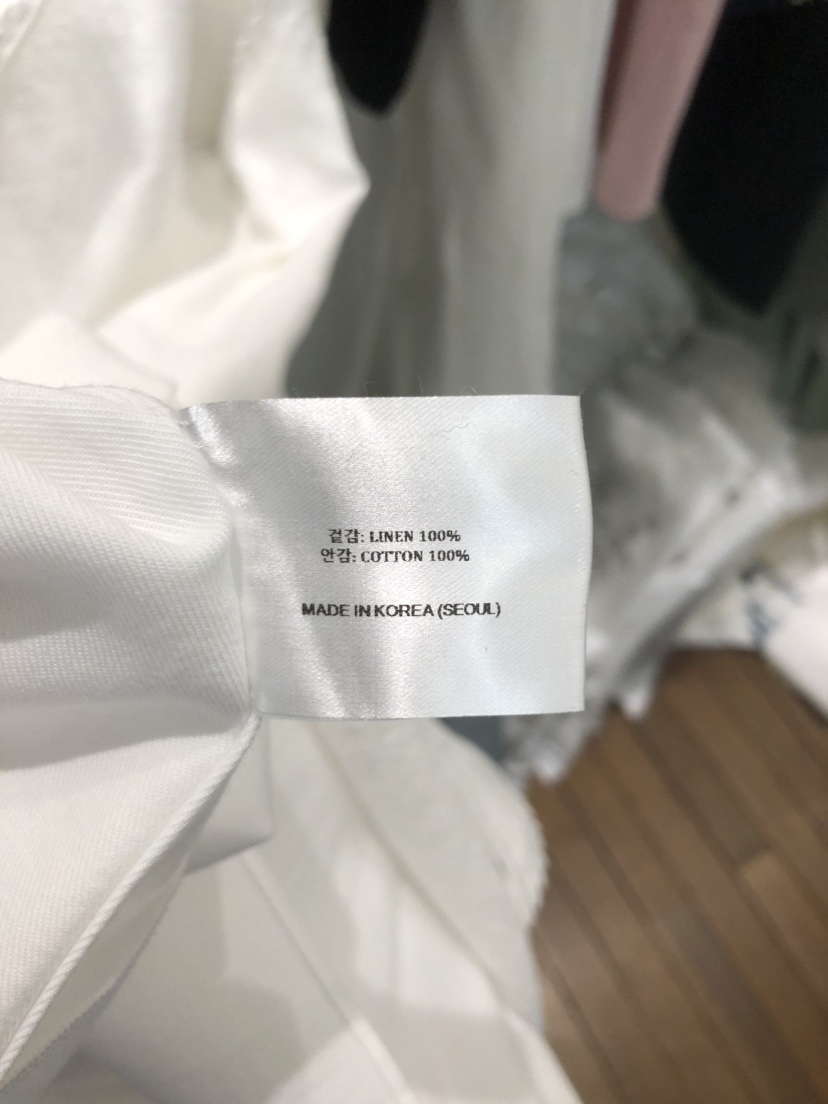 겉감: LINEN 100%
안감: COTTON 100%
MADE IN KOREA (SEOUL)